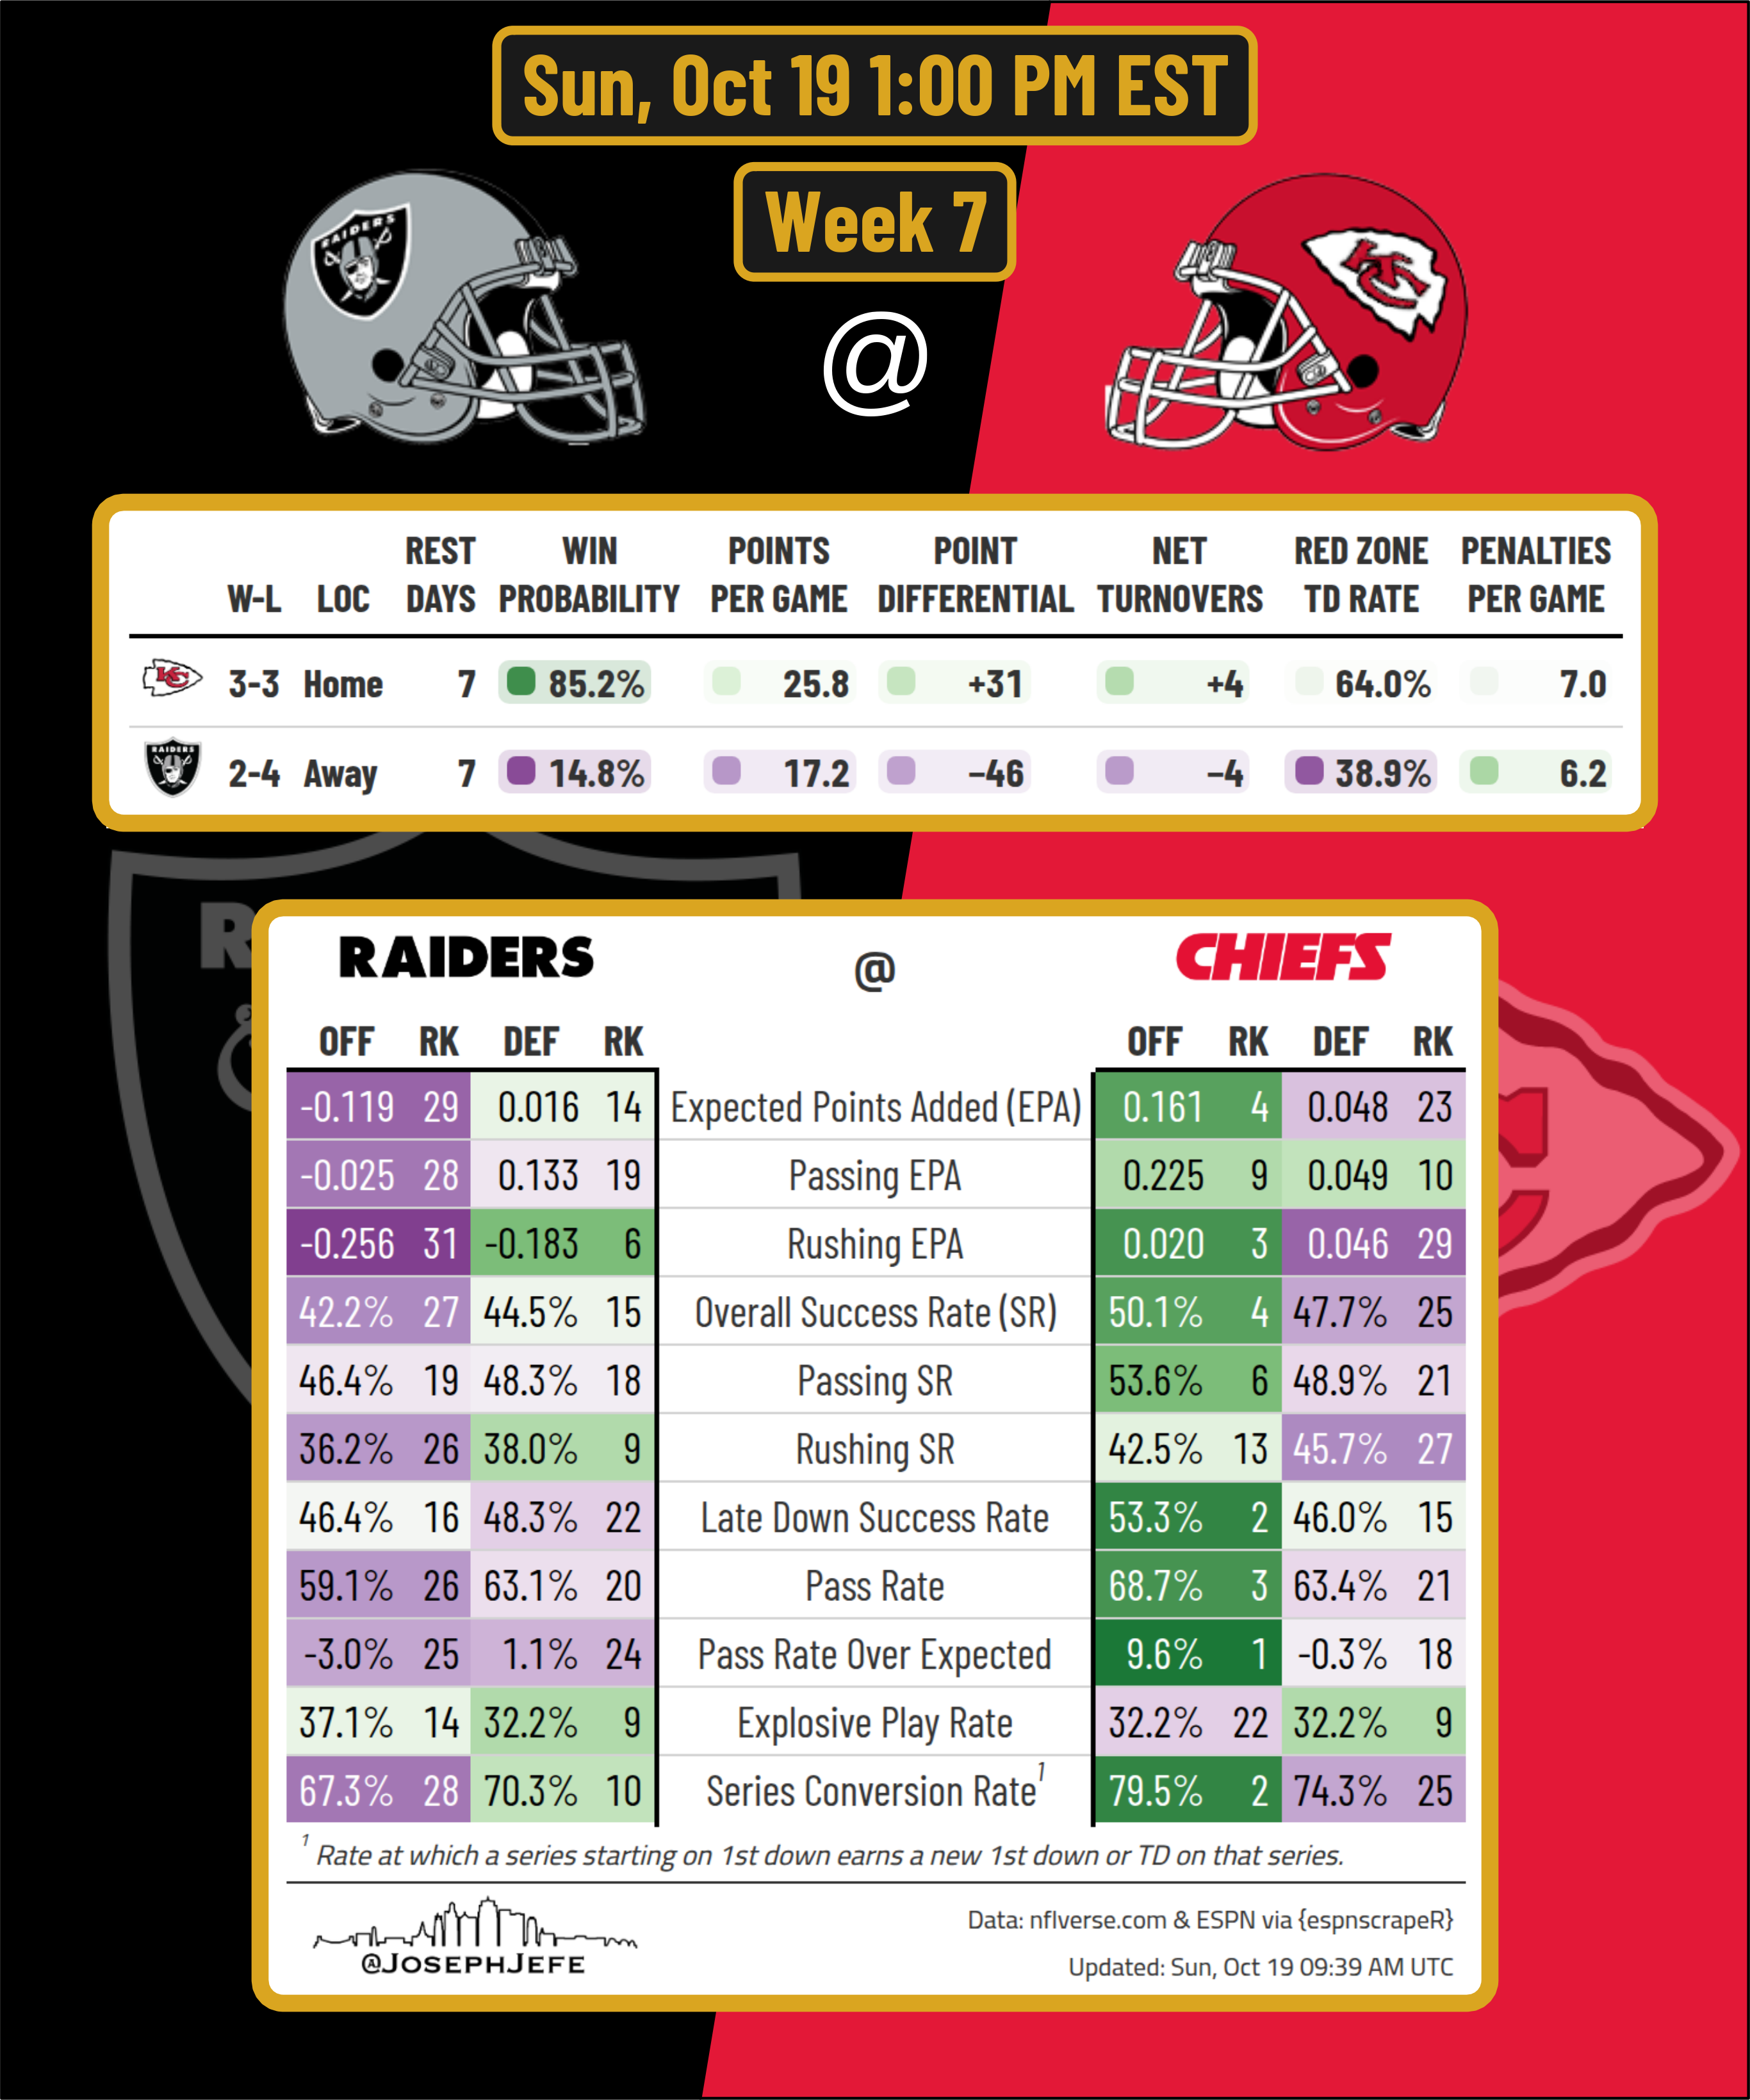 Sun, Oct 19 1:00 PM EST
Week 7
RAIDERS
KC
@
W-L LOC REST DAYS WIN PROBABILITY POINTS PER GAME POINT DIFFERENTIAL NET TURNOVERS RED ZONE TD RATE PENALTIES PER GAME
KC 3-3 Home 7 85.2% 25.8 +31 +4 64.0% 7.0
RAIDERS 2-4 Away 7 14.8% 17.2 −46 −4 38.9% 6.2
R
RAIDERS @ CHIEFS
OFF RK DEF RK OFF RK DEF RK
-0.119 29 0.016 14 Expected Points Added (EPA) 0.161 4 0.048 23
-0.025 28 0.133 19 Passing EPA 0.225 9 0.049 10
-0.256 31 -0.183 6 Rushing EPA 0.020 3 0.046 29
42.2% 27 44.5% 15 Overall Success Rate (SR) 50.1% 4 47.7% 25
46.4% 19 48.3% 18 Passing SR 53.6% 6 48.9% 21
36.2% 26 38.0% 9 Rushing SR 42.5% 13 45.7% 27
46.4% 16 48.3% 22 Late Down Success Rate 53.3% 2 46.0% 15
59.1% 26 63.1% 20 Pass Rate 68.7% 3 63.4% 21
-3.0% 25 1.1% 24 Pass Rate Over Expected 9.6% 1 -0.3% 18
37.1% 14 32.2% 9 Explosive Play Rate 32.2% 22 32.2% 9
67.3% 28 70.3% 10 Series Conversion Rate¹ 79.5% 2 74.3% 25
¹ Rate at which a series starting on 1st down earns a new 1st down or TD on that series.
@JOSEPHJEFE
Data: nflverse.com & ESPN via {espnscrapeR}
Updated: Sun, Oct 19 09:39 AM UTC